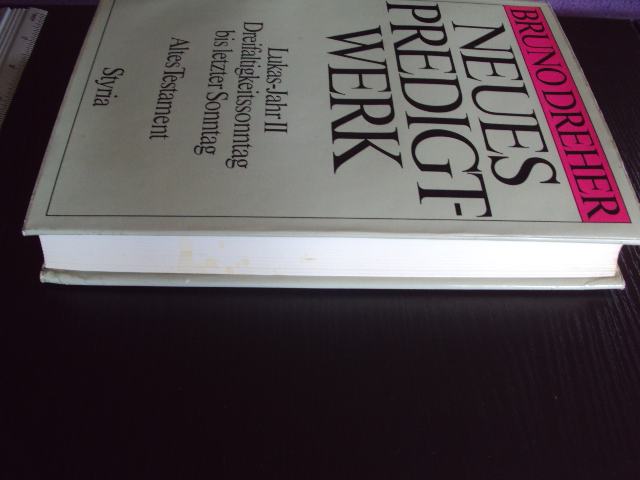 BRUNO DREHER
NEUES
PREDIGT-
WERK
Lukas-Jahr II
Dreifaltigkeitssonntag
bis letzter Sonntag
Altes Testament
Styria